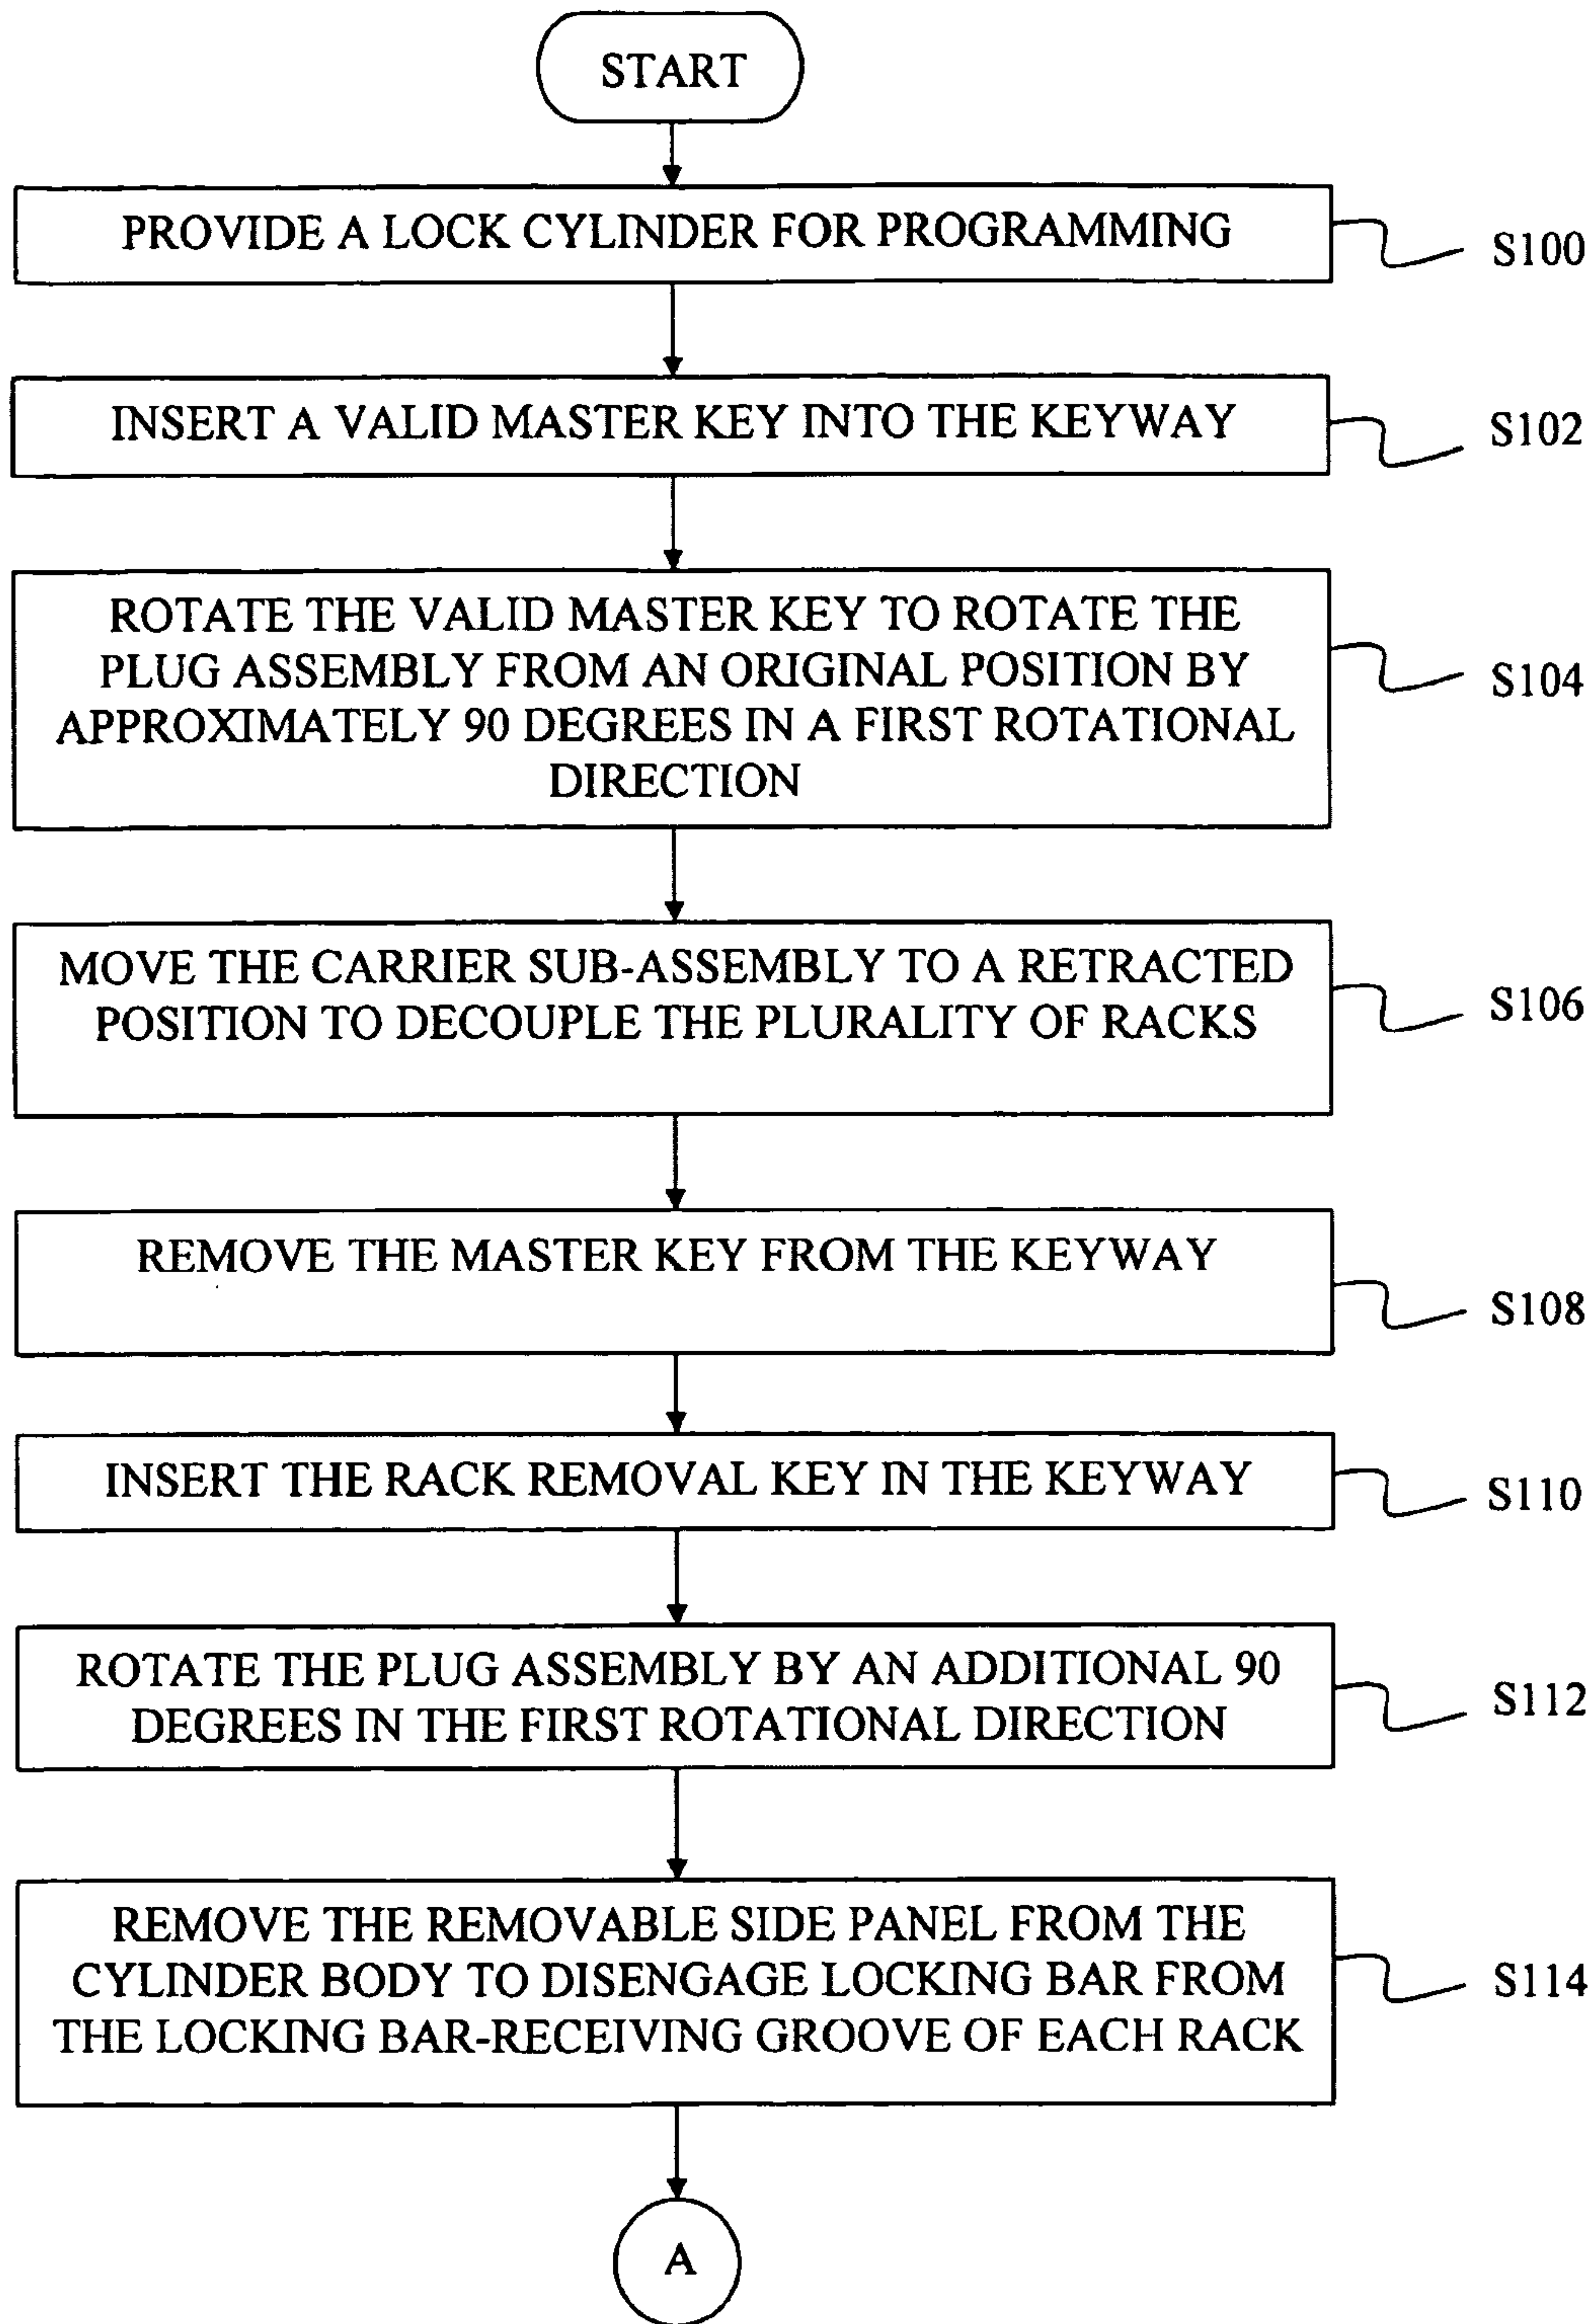 START
PROVIDE A LOCK CYLINDER FOR PROGRAMMING
S100
INSERT A VALID MASTER KEY INTO THE KEYWAY
S102
ROTATE THE VALID MASTER KEY TO ROTATE THE
PLUG ASSEMBLY FROM AN ORIGINAL POSITION BY
APPROXIMATELY 90 DEGREES IN A FIRST ROTATIONAL
DIRECTION
S104
MOVE THE CARRIER SUB-ASSEMBLY TO A RETRACTED
POSITION TO DECOUPLE THE PLURALITY OF RACKS
S106
REMOVE THE MASTER KEY FROM THE KEYWAY
S108
INSERT THE RACK REMOVAL KEY IN THE KEYWAY
S110
ROTATE THE PLUG ASSEMBLY BY AN ADDITIONAL 90
DEGREES IN THE FIRST ROTATIONAL DIRECTION
S112
REMOVE THE REMOVABLE SIDE PANEL FROM THE
CYLINDER BODY TO DISENGAGE LOCKING BAR FROM
THE LOCKING BAR-RECEIVING GROOVE OF EACH RACK
S114
A